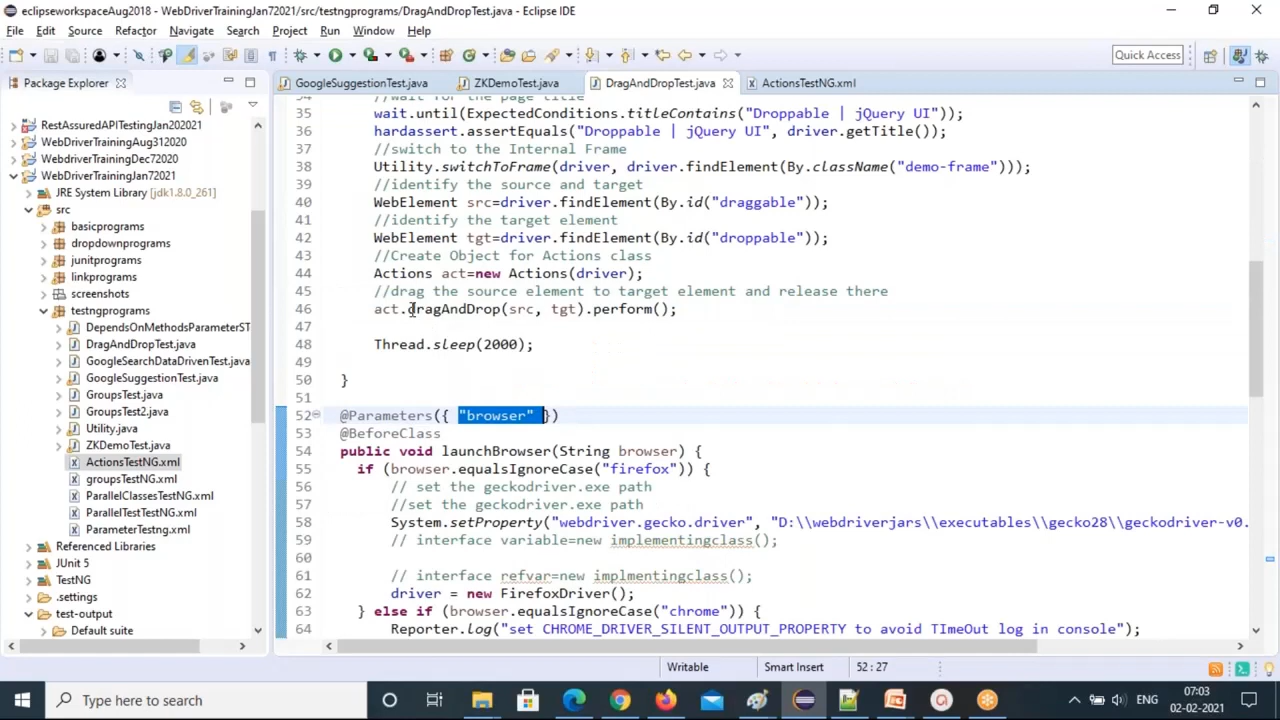 eclipseworkspaceAug2018 - WebDriverTrainingJan72021/src/testngprograms/DragAndDropTest.java - Eclipse IDE
File Edit Source Refactor Navigate Search Project Run Window Help
Quick Access
Package Explorer
GoogleSuggestionTest.java ZKDemoTest.java DragAndDropTest.java ActionsTestNG.xml
RestAssuredAPITestingJan202021
WebDriverTrainingAug312020
WebdriverTrainingDec72020
WebDriverTrainingJan72021
JRE System Library [jdk1.8.0_261]
src
basicprograms
dropdownprograms
junitprograms
linkprograms
screenshots
testngprograms
DependsOnMethodsParameterST
DragAndDropTest.java
GoogleSearchDataDrivenTest.java
GoogleSuggestionTest.java
GroupsTest.java
GroupsTest2.java
Utility.java
ZKDemoTest.java
ActionsTestNG.xml
groupsTestNG.xml
ParallelClassesTestNG.xml
ParallelTestTestNG.xml
ParameterTestng.xml
Referenced Libraries
JUnit 5
TestNG
.settings
test-output
Default suite
34 //wait for the page title
35 wait.until(ExpectedConditions.titleContains("Droppable | jQuery UI"));
36 hardassert.assertEquals("Droppable | jQuery UI", driver.getTitle());
37 //switch to the Internal Frame
38 Utility.switchToFrame(driver, driver.findElement(By.className("demo-frame")));
39 //identify the source and target
40 WebElement src=driver.findElement(By.id("draggable"));
41 //identify the target element
42 WebElement tgt=driver.findElement(By.id("droppable"));
43 //Create Object for Actions class
44 Actions act=new Actions(driver);
45 //drag the source element to target element and release there
46 act.dragAndDrop(src, tgt).perform();
47
48 Thread.sleep(2000);
49
50 }
51
52 @Parameters({ "browser" })
53 @BeforeClass
54 public void launchBrowser(String browser) {
55 if (browser.equalsIgnoreCase("firefox")) {
56 // set the geckodriver.exe path
57 //set the geckodriver.exe path
58 System.setProperty("webdriver.gecko.driver", "D:\\webdriverjars\\executables\\gecko28\\geckodriver-v0.
59 // interface variable=new implementingclass();
60
61 // interface refvar=new implmentingclass();
62 driver = new FirefoxDriver();
63 } else if (browser.equalsIgnoreCase("chrome")) {
64 Reporter.log("set CHROME_DRIVER_SILENT_OUTPUT_PROPERTY to avoid TImeOut log in console");
Writable Smart Insert 52 : 27
Type here to search
ENG
07:03
02-02-2021